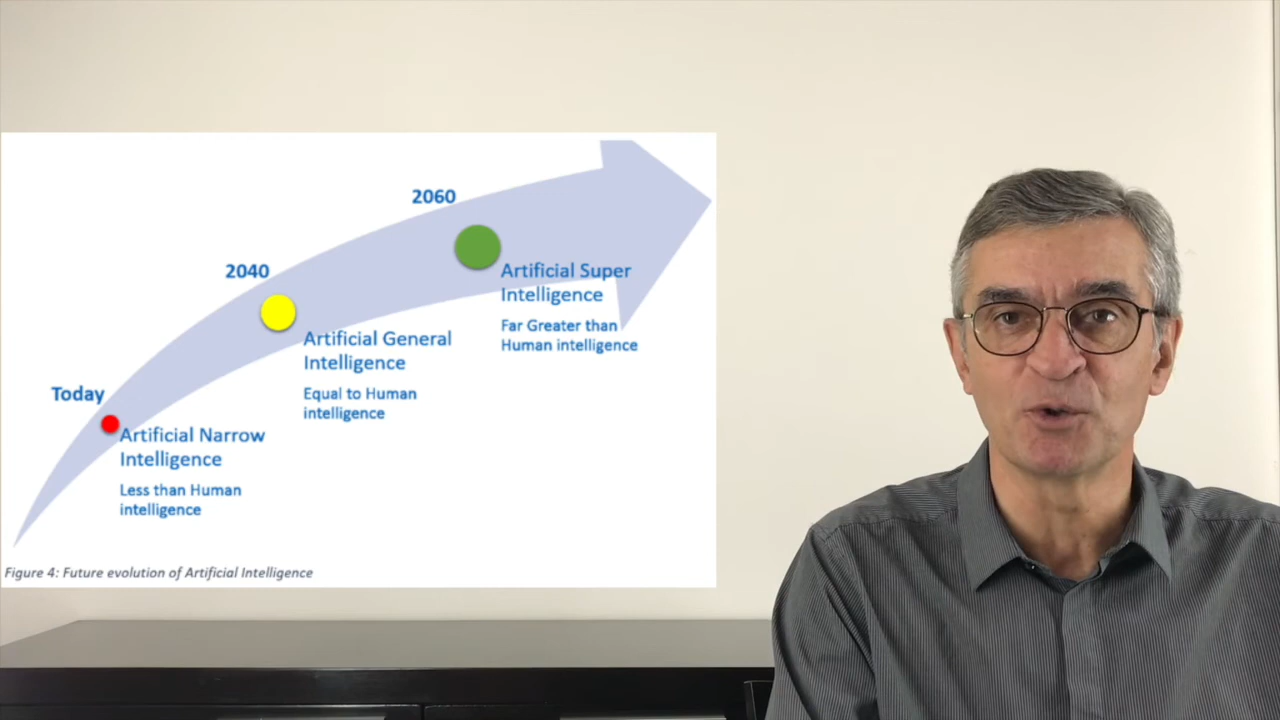 2060
Artificial Super
Intelligence
Far Greater than
Human intelligence
2040
Artificial General
Intelligence
Equal to Human
intelligence
Today
Artificial Narrow
Intelligence
Less than Human
intelligence
Figure 4: Future evolution of Artificial Intelligence